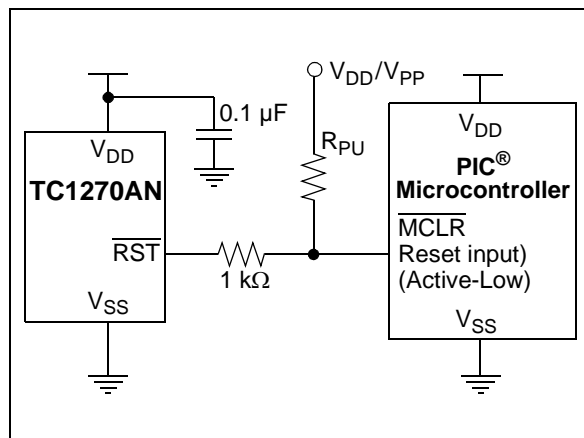 V_DD/V_PP
0.1 µF
V_DD
TC1270AN
RST
V_SS
1 kΩ
R_PU
V_DD
PIC®
Microcontroller
MCLR
Reset input)
(Active-Low)
V_SS